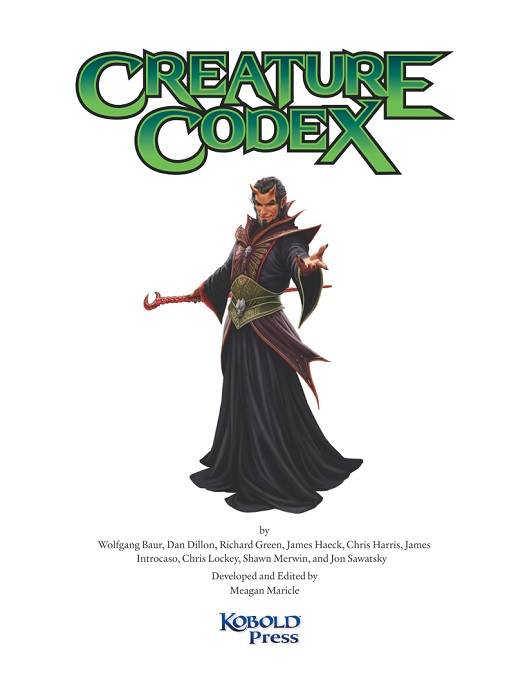 CREATURE
CODEX
by
Wolfgang Baur, Dan Dillon, Richard Green, James Haeck, Chris Harris, James
Introcaso, Chris Lockey, Shawn Merwin, and Jon Sawatsky
Developed and Edited by
Meagan Maricle
KOBOLD
Press